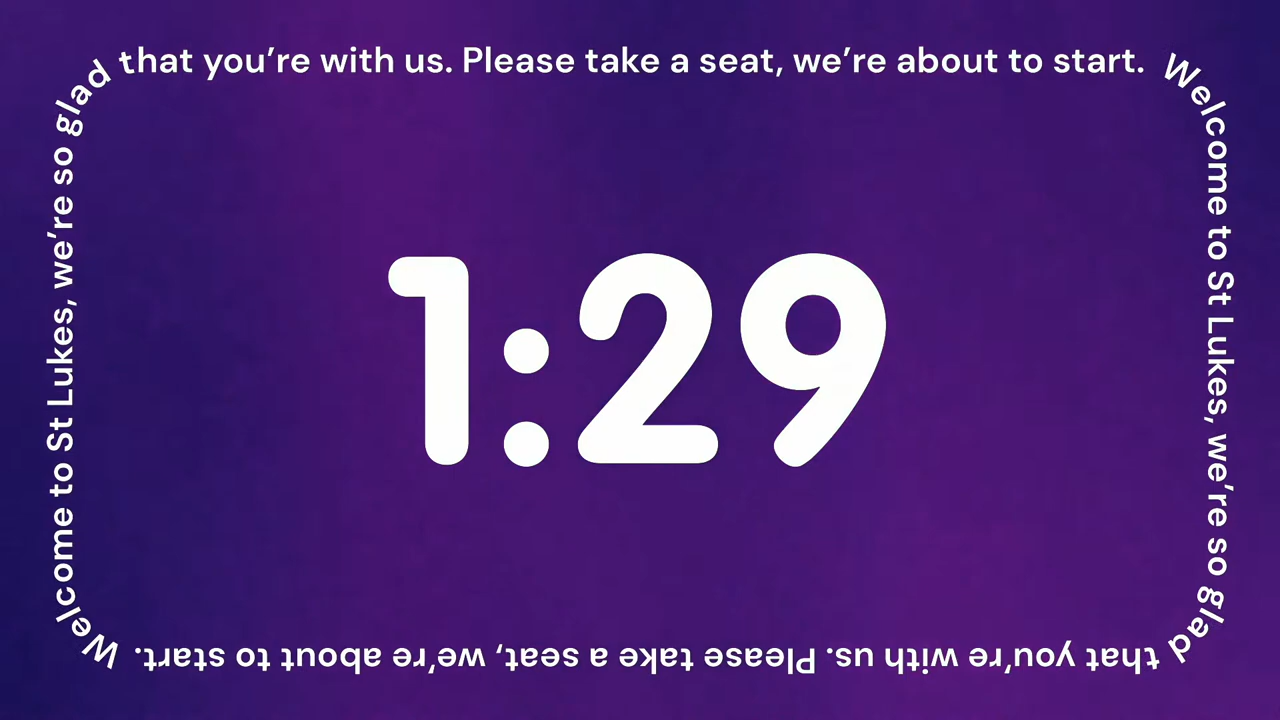 Welcome to St Lukes, we're so glad that you're with us. Please take a seat, we're about to start.
Welcome to St Lukes, we're so glad that you're with us. Please take a seat, we're about to start.
1:29